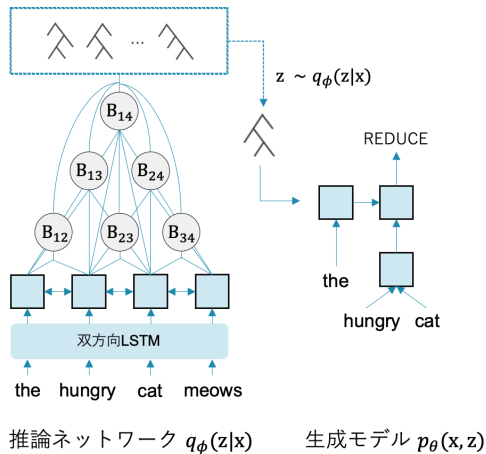 ...
z ~ qϕ(z|x)
B14
REDUCE
B13
B24
B12
B23
B34
the
双方向LSTM
hungry cat
the hungry cat meows
推論ネットワーク qϕ(z|x)
生成モデル pθ(x, z)